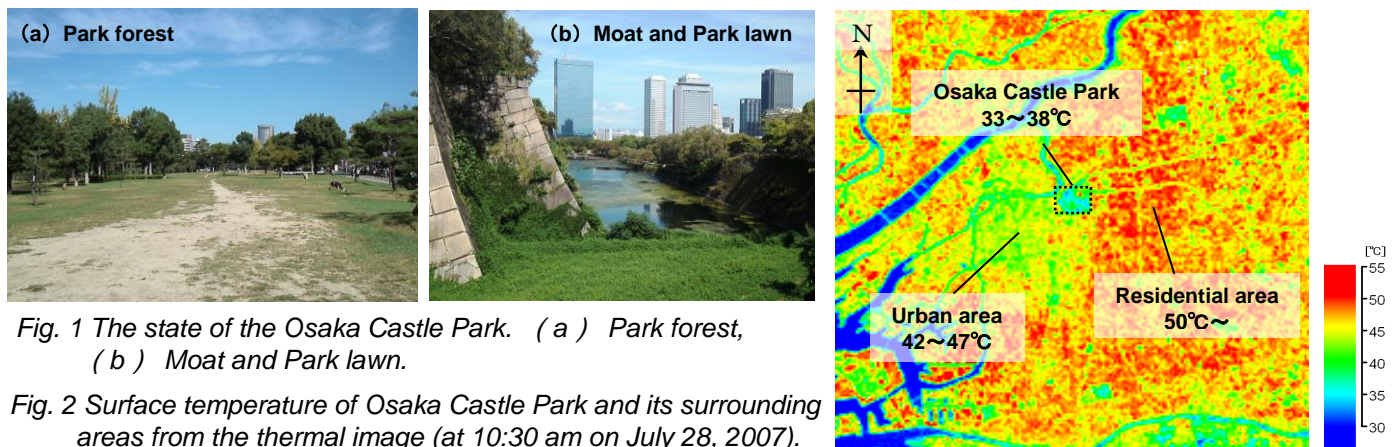 （a）Park forest
（b）Moat and Park lawn
Fig. 1 The state of the Osaka Castle Park. （a） Park forest,
（b） Moat and Park lawn.
Fig. 2 Surface temperature of Osaka Castle Park and its surrounding
areas from the thermal image (at 10:30 am on July 28, 2007).
N
Osaka Castle Park
33～38℃
Urban area
42～47℃
Residential area
50℃～
[℃]
55
50
45
40
35
30